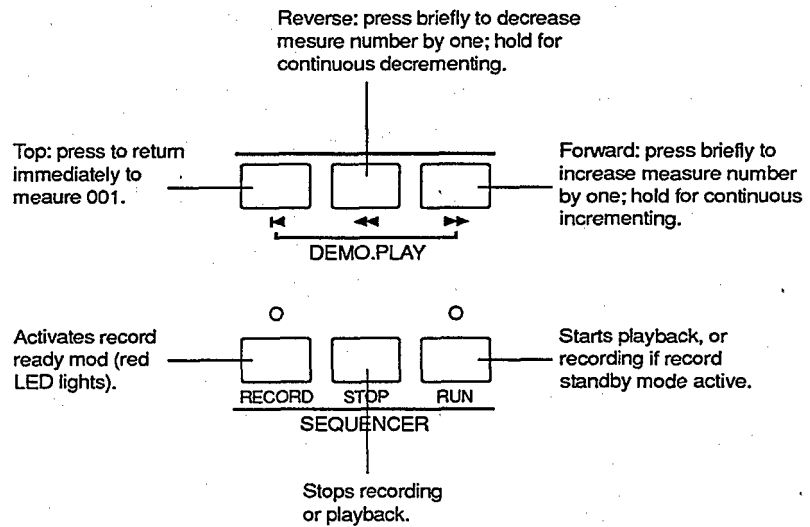 Reverse: press briefly to decrease
mesure number by one; hold for
continuous decrementing.
Top: press to return
immediately to
meaure 001.
Forward: press briefly to
increase measure number
by one; hold for continuous
incrementing.
DEMO.PLAY
Activates record
ready mod (red
LED lights).
Starts playback, or
recording if record
standby mode active.
RECORD STOP RUN
SEQUENCER
Stops recording
or playback.